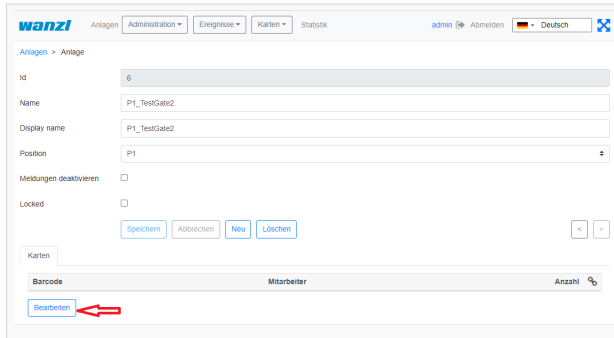 wanzl Anlagen Administration Ereignisse Karten Statistik admin Abmelden Deutsch
Anlagen > Anlage
Id 6
Name P1_TestGate2
Display name P1_TestGate2
Position P1
Meldungen deaktivieren
Locked
Speichern Abbrechen Neu Löschen < >
Karten
Barcode Mitarbeiter Anzahl
Bearbeiten